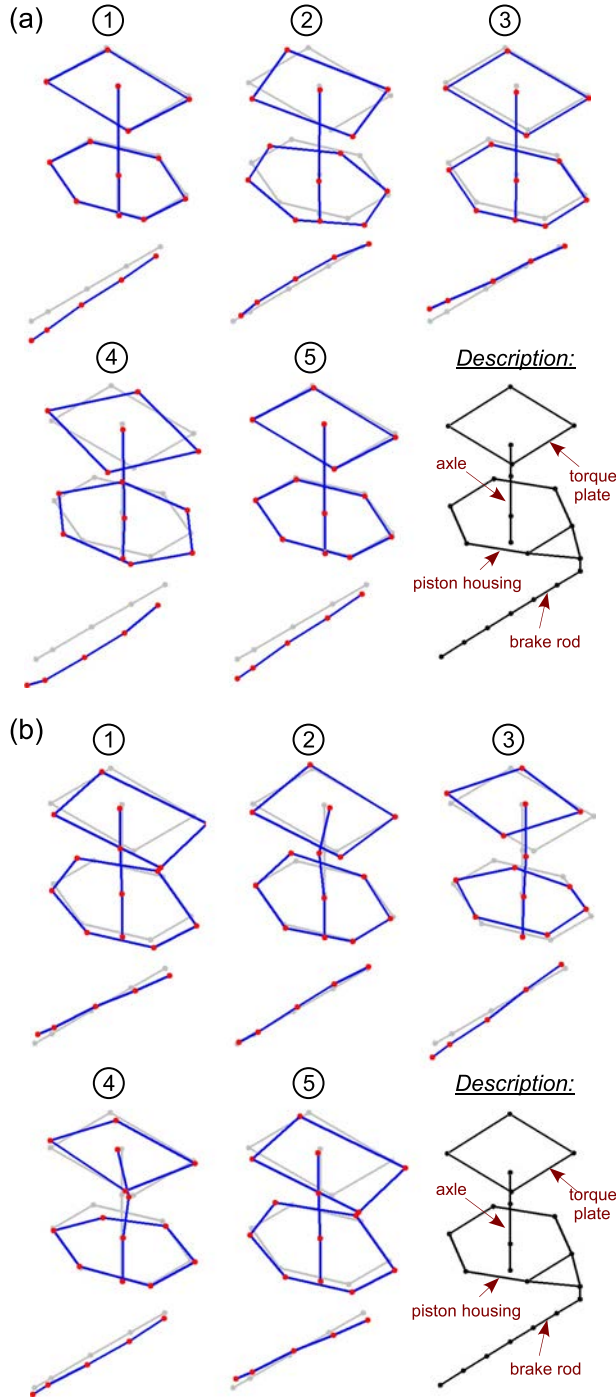 (a)
1 2 3
4 5 Description:
axle
torque
plate
piston housing
brake rod
(b)
1 2 3
4 5 Description:
axle
torque
plate
piston housing
brake rod